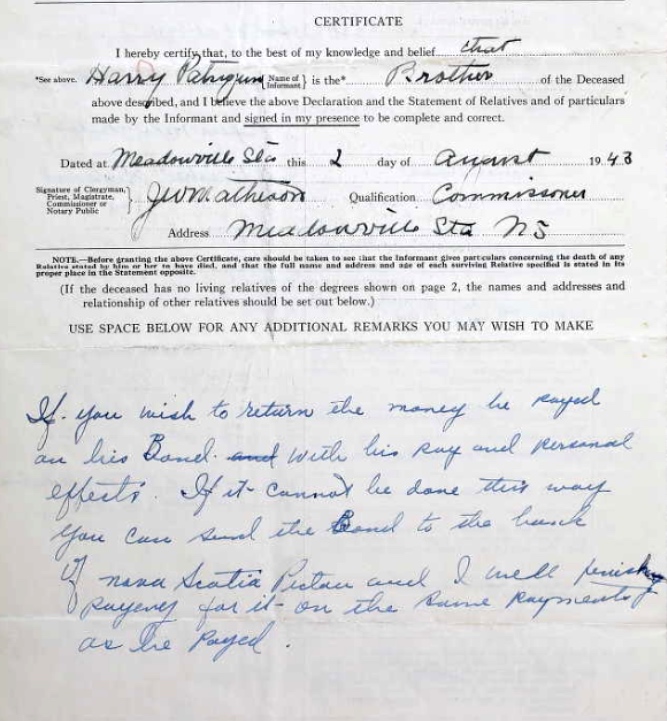 CERTIFICATE
I hereby certify that, to the best of my knowledge and belief that
*See above. Harry Patriquin {Name of Informant} is the* Brother of the Deceased
above described, and I believe the above Declaration and the Statement of Relatives and of particulars
made by the Informant and signed in my presence to be complete and correct.
Dated at Meadowville Sta this 2 day of August 1943
Signature of Clergyman, Priest, Magistrate, Commissioner or Notary Public } JW Matheson Qualification Commissoner
Address Meadowville Sta NS
NOTE.—Before granting the above Certificate, care should be taken to see that the Informant gives particulars concerning the death of any
Relative stated by him or her to have died, and that the full name and address and age of each surviving Relative specified is stated in its
proper place in the Statement opposite.
(If the deceased has no living relatives of the degrees shown on page 2, the names and addresses and
relationship of other relatives should be set out below.)
USE SPACE BELOW FOR ANY ADDITIONAL REMARKS YOU MAY WISH TO MAKE
If you wish to return the money he payed
on his Bond and with his pay and personal
effects. If it cannot be done this way
you can send the Bond to the bank
of nova Scotia Pictou and I well finish
payeny for it on the same payments
as he payed.